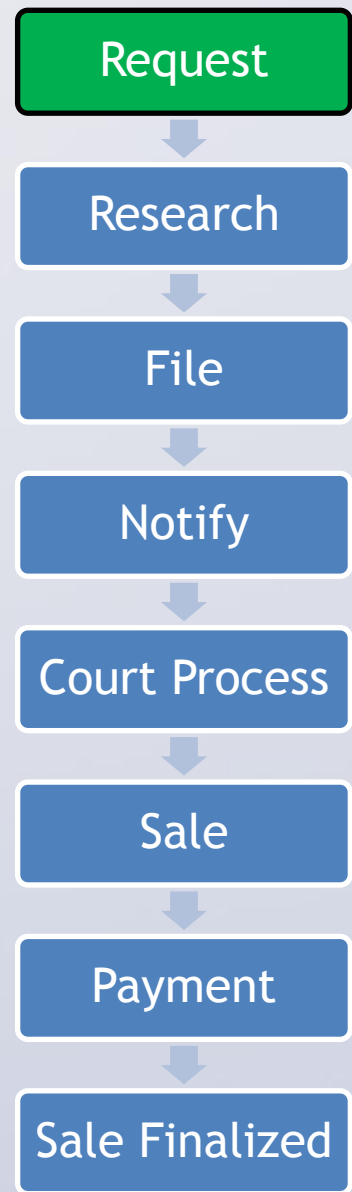 Request
Research
File
Notify
Court Process
Sale
Payment
Sale Finalized